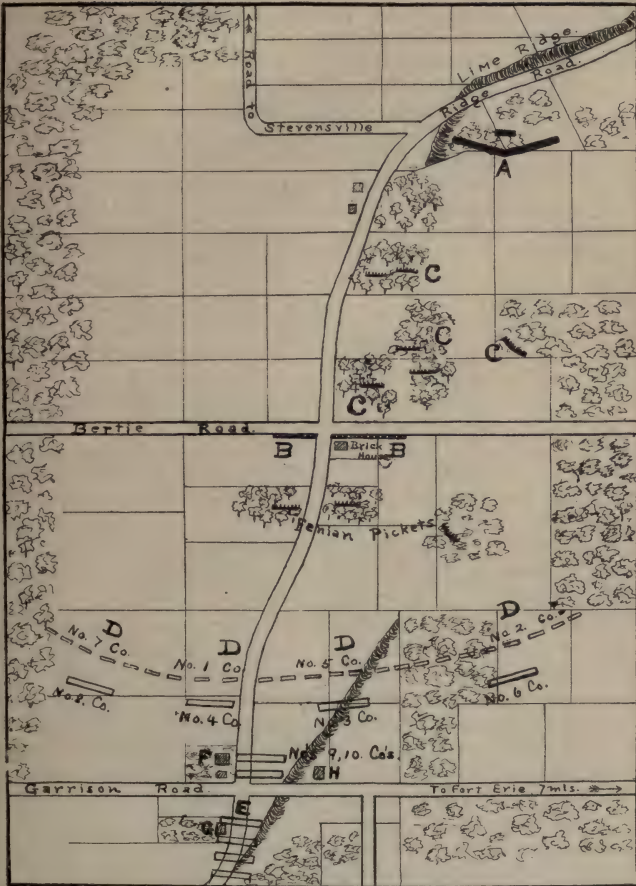 Lime Ridge.
Ridge Road.
Road to
Stevensville
A
C
C
C
C
Bertie Road.
B
B
Brick
House
Fenian Pickets
D
D
D
D
No. 7 Co.
No. 1 Co.
No. 5 Co.
No. 2. Co.
No. 8. Co.
No. 4 Co.
3 Co.
No. 6 Co.
F
9, 10. Co's.
H
Garrison Road.
To Fort Erie 7 mls.
E
G